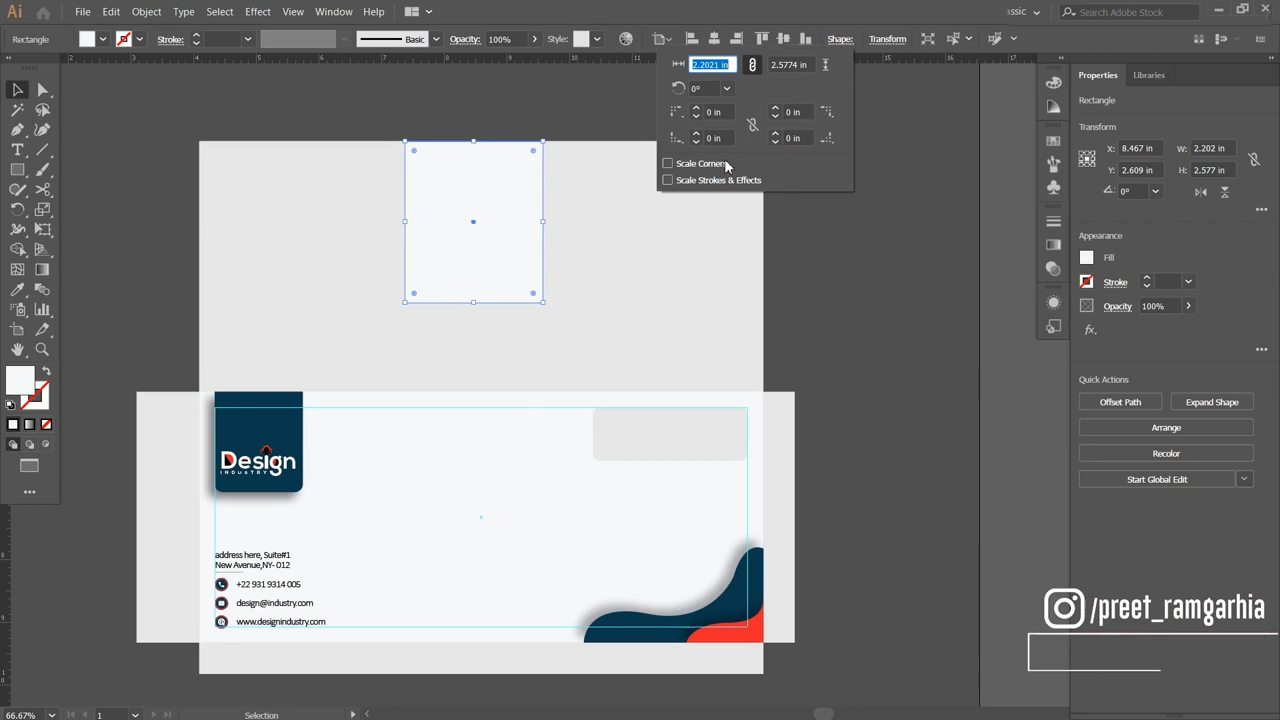 Ai File Edit Object Type Select Effect View Window Help assic Search Adobe Stock
Rectangle Stroke: Basic Opacity: 100% Style: Shape: Transform
2.2021 in 2.5774 in
0°
0 in 0 in
0 in 0 in
Scale Corners
Scale Strokes & Effects
Properties Libraries
Rectangle
Transform
X: 8.467 in W: 2.202 in
Y: 2.609 in H: 2.577 in
0°
Appearance
Fill
Stroke
Opacity 100%
fx.
Quick Actions
Offset Path Expand Shape
Arrange
Recolor
Start Global Edit
Design
INDUSTRY
address here, Suite#1
New Avenue,NY- 012
+22 931 9314 005
design@industry.com
www.designindustry.com
/preet_ramgarhia
66.67% 1 Selection